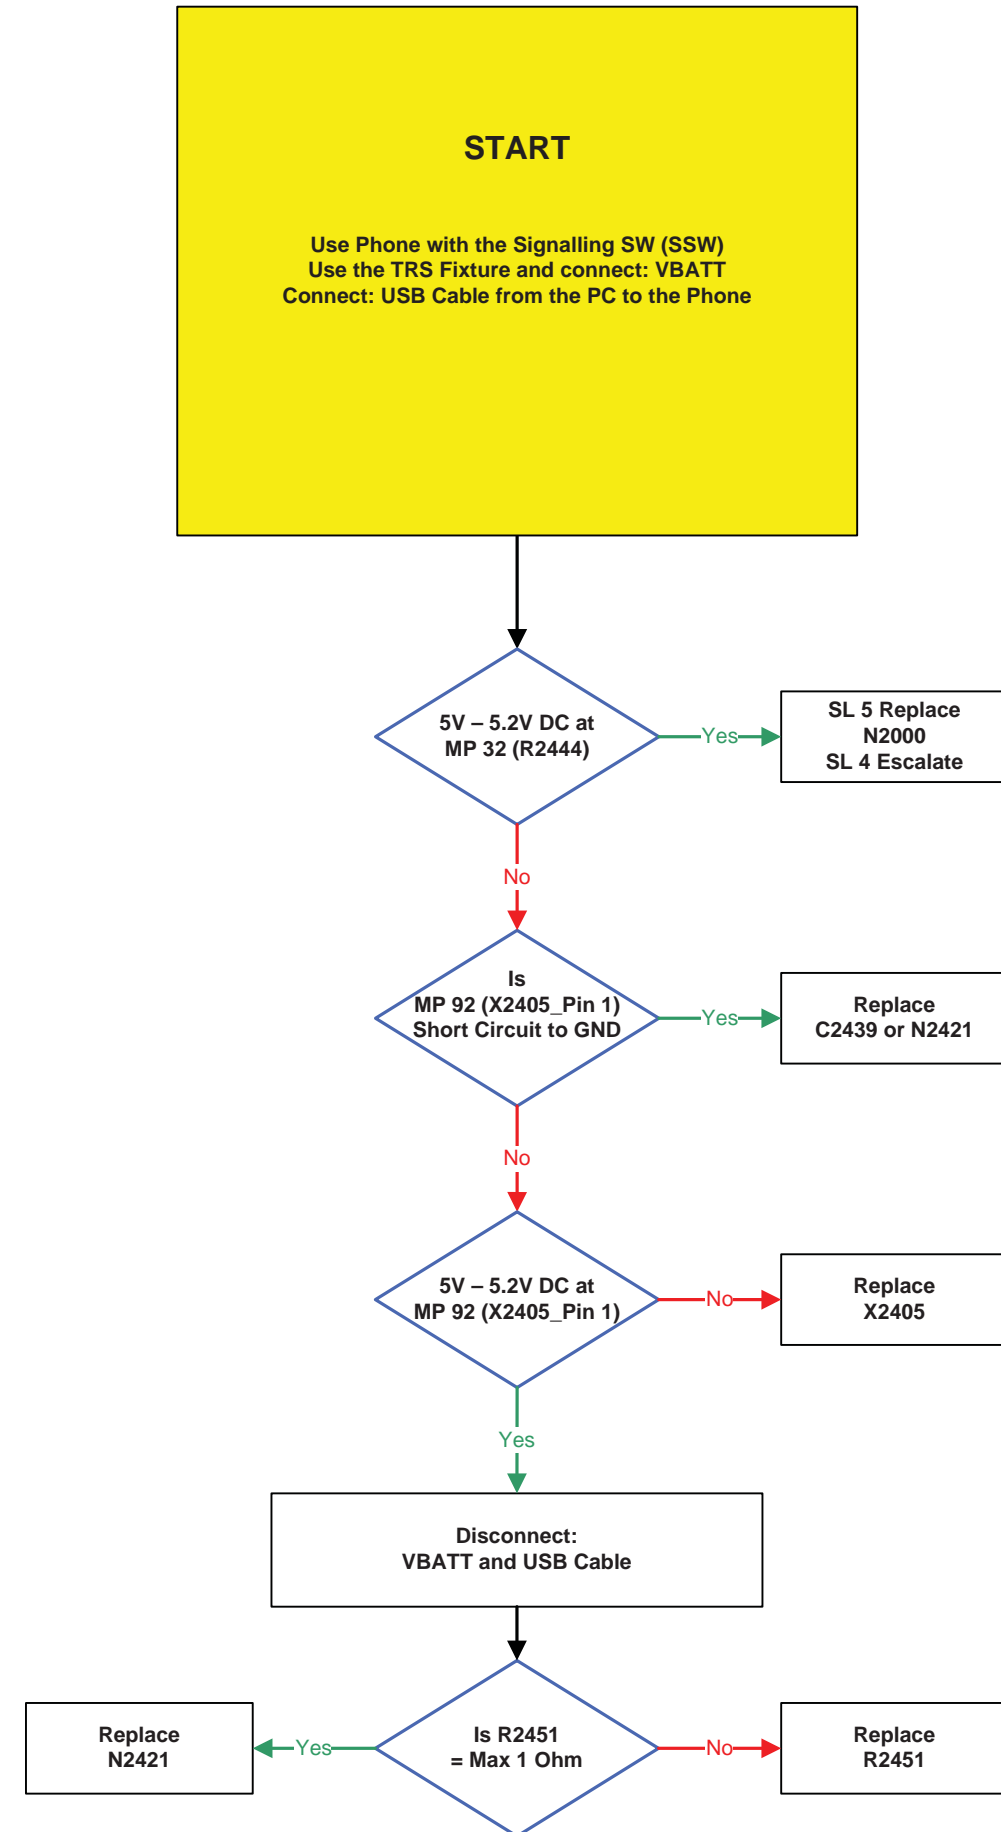 START
Use Phone with the Signalling SW (SSW)
Use the TRS Fixture and connect: VBATT
Connect: USB Cable from the PC to the Phone
5V – 5.2V DC at
MP 32 (R2444)
Yes
SL 5 Replace
N2000
SL 4 Escalate
No
Is
MP 92 (X2405_Pin 1)
Short Circuit to GND
Yes
Replace
C2439 or N2421
No
5V – 5.2V DC at
MP 92 (X2405_Pin 1)
No
Replace
X2405
Yes
Disconnect:
VBATT and USB Cable
Replace
N2421
Yes
Is R2451
= Max 1 Ohm
No
Replace
R2451